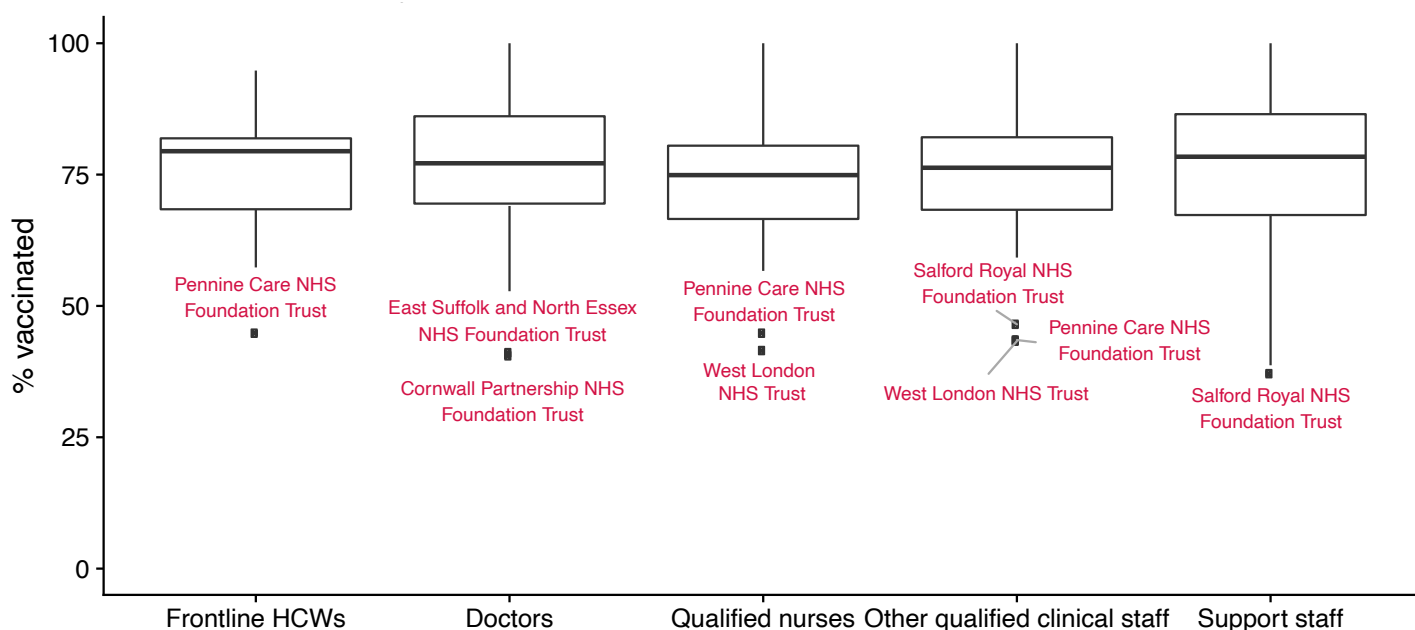 % vaccinated
100
75
50
25
0
Pennine Care NHS
Foundation Trust
East Suffolk and North Essex
NHS Foundation Trust
Cornwall Partnership NHS
Foundation Trust
Pennine Care NHS
Foundation Trust
West London
NHS Trust
Salford Royal NHS
Foundation Trust
Pennine Care NHS
Foundation Trust
West London NHS Trust
Salford Royal NHS
Foundation Trust
Frontline HCWs
Doctors
Qualified nurses
Other qualified clinical staff
Support staff